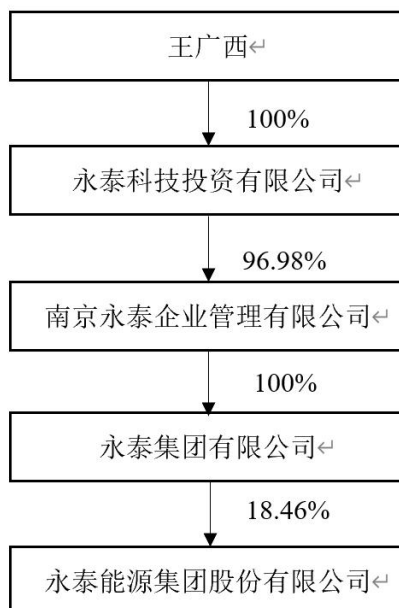 王广西↵
100%
永泰科技投资有限公司↵
96.98%
南京永泰企业管理有限公司↵
100%
永泰集团有限公司↵
18.46%
永泰能源集团股份有限公司↵